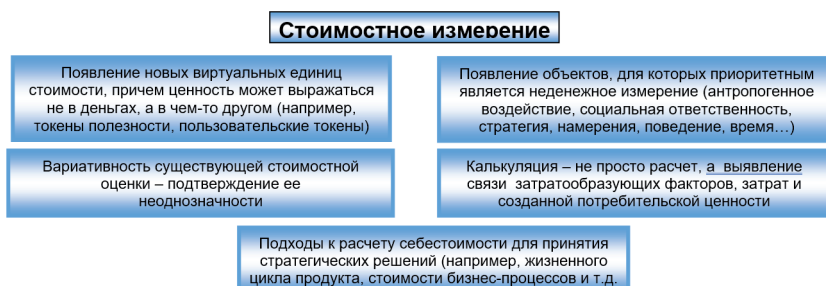 Стоимостное измерение
Появление новых виртуальных единиц
стоимости, причем ценность может выражаться
не в деньгах, а в чем-то другом (например,
токены полезности, пользовательские токены)
Появление объектов, для которых приоритетным
является неденежное измерение (антропогенное
воздействие, социальная ответственность,
стратегия, намерения, поведение, время…)
Вариативность существующей стоимостной
оценки – подтверждение ее
неоднозначности
Калькуляция – не просто расчет, а выявление
связи затратообразующих факторов, затрат и
созданной потребительской ценности
Подходы к расчету себестоимости для принятия
стратегических решений (например, жизненного
цикла продукта, стоимости бизнес-процессов и т.д.